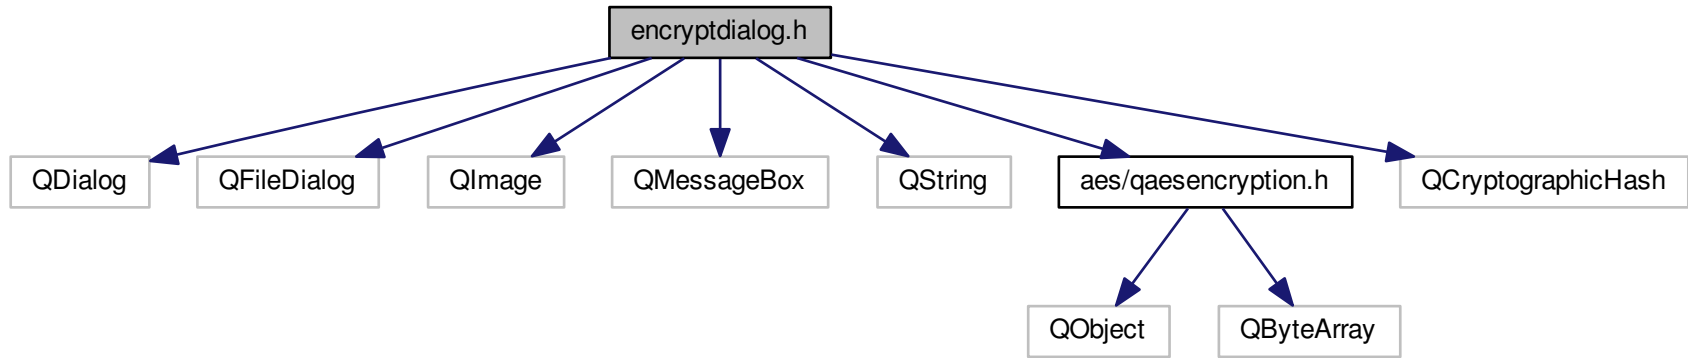 encryptdialog.h
QDialog
QFileDialog
QImage
QMessageBox
QString
aes/qaesencryption.h
QCryptographicHash
QObject
QByteArray